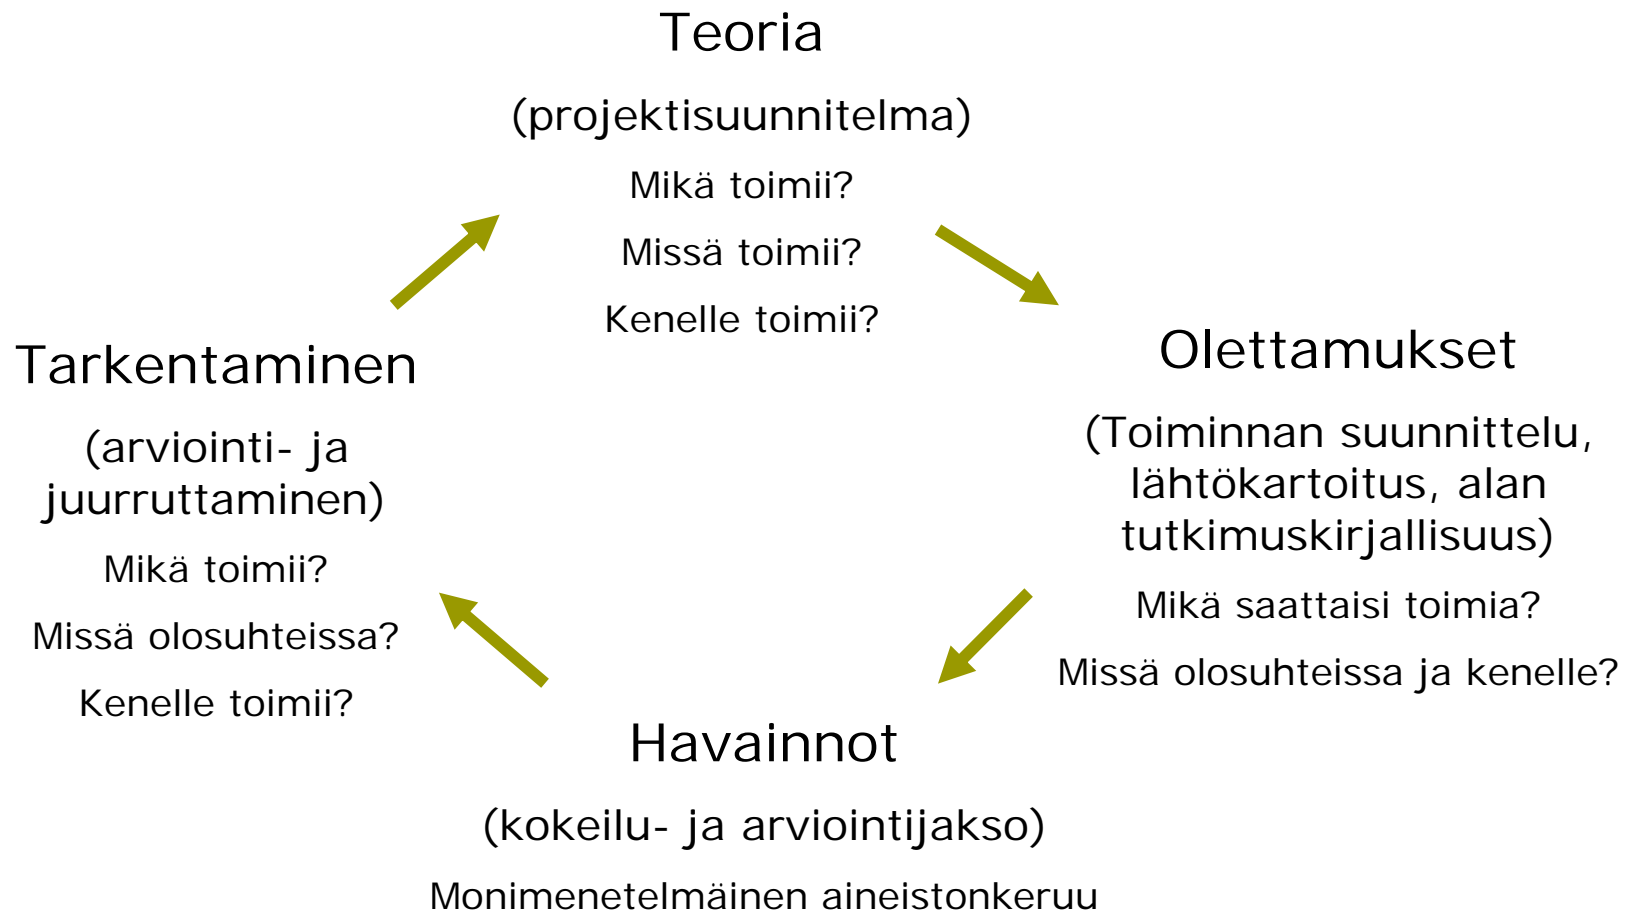 Teoria
(projektisuunnitelma)
Mikä toimii?
Missä toimii?
Kenelle toimii?
Olettamukset
(Toiminnan suunnittelu,
lähtökartoitus, alan
tutkimuskirjallisuus)
Mikä saattaisi toimia?
Missä olosuhteissa ja kenelle?
Havainnot
(kokeilu- ja arviointijakso)
Monimenetelmäinen aineistonkeruu
Tarkentaminen
(arviointi- ja
juurruttaminen)
Mikä toimii?
Missä olosuhteissa?
Kenelle toimii?